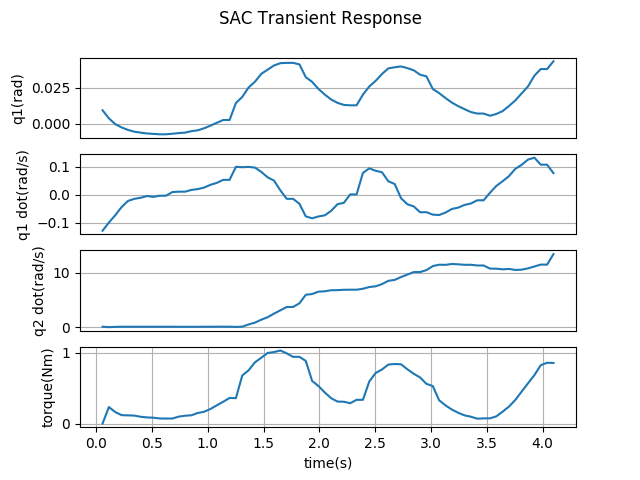 SAC Transient Response
q1(rad)
0.025
0.000
q1 dot(rad/s)
0.1
0.0
−0.1
q2 dot(rad/s)
10
0
torque(Nm)
1
0
0.0 0.5 1.0 1.5 2.0 2.5 3.0 3.5 4.0
time(s)